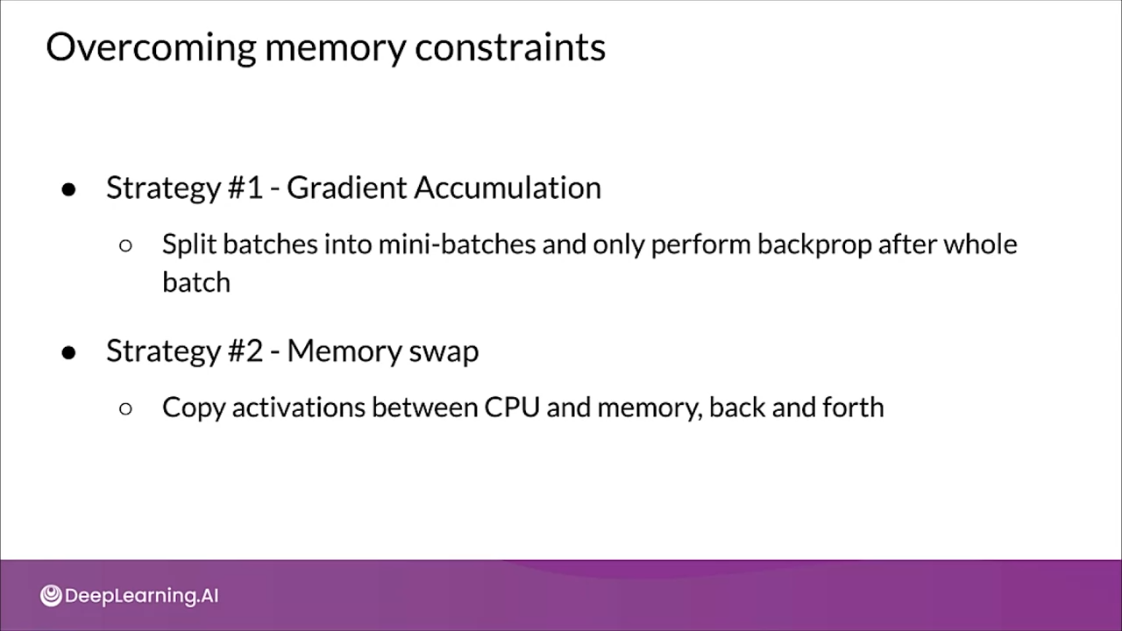 Overcoming memory constraints
● Strategy #1 - Gradient Accumulation
○ Split batches into mini-batches and only perform backprop after whole
batch
● Strategy #2 - Memory swap
○ Copy activations between CPU and memory, back and forth
DeepLearning.AI